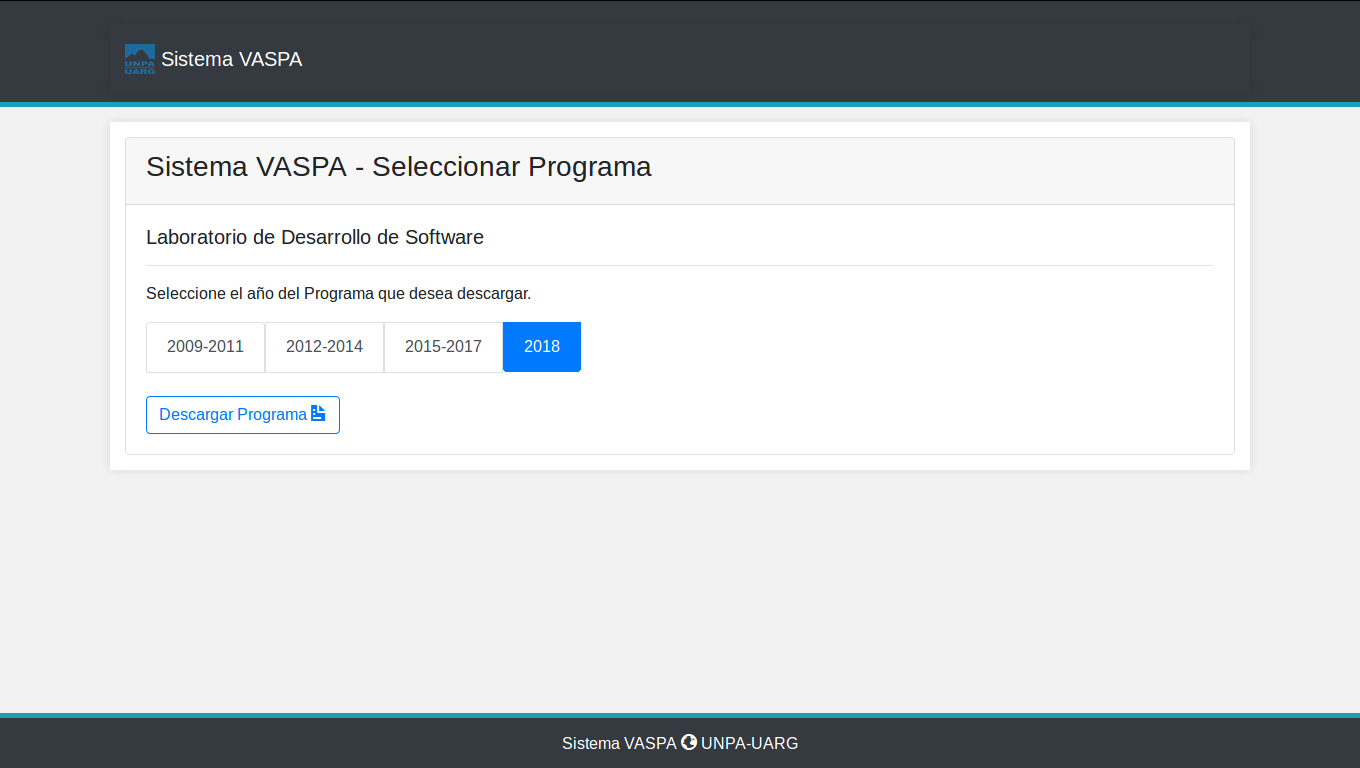 UNPA
UARG
Sistema VASPA
Sistema VASPA - Seleccionar Programa
Laboratorio de Desarrollo de Software
Seleccione el año del Programa que desea descargar.
2009-2011 2012-2014 2015-2017 2018
Descargar Programa
Sistema VASPA UNPA-UARG